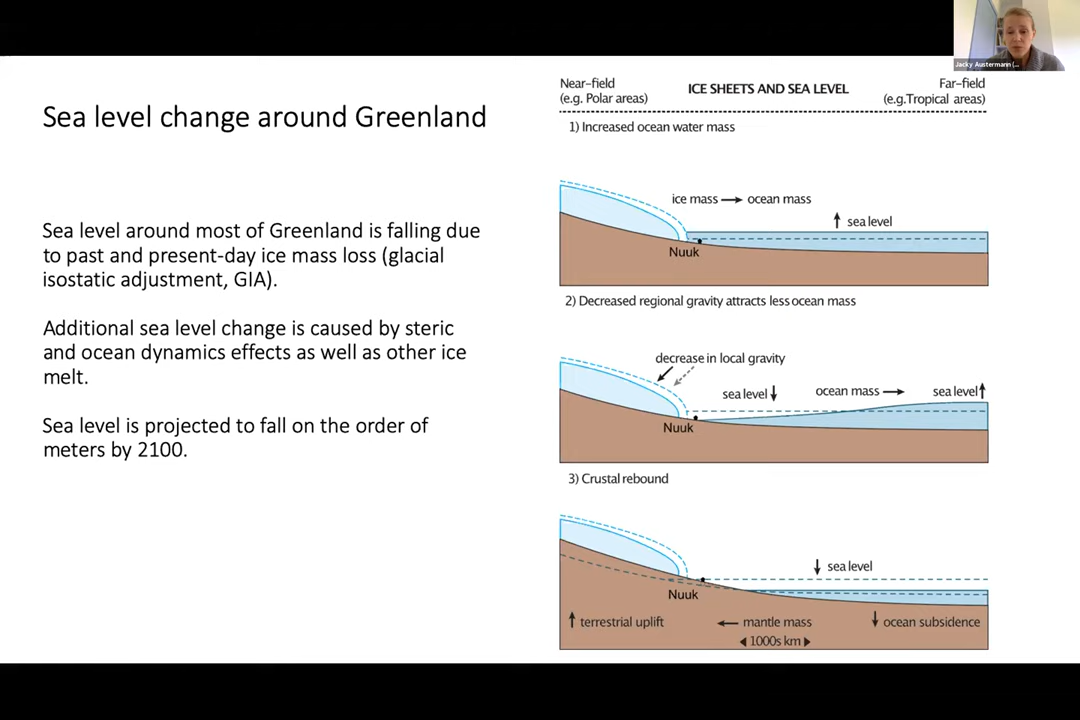 Jacky Austermann (...
Sea level change around Greenland
Sea level around most of Greenland is falling due
to past and present-day ice mass loss (glacial
isostatic adjustment, GIA).
Additional sea level change is caused by steric
and ocean dynamics effects as well as other ice
melt.
Sea level is projected to fall on the order of
meters by 2100.
Near-field
(e.g. Polar areas)
ICE SHEETS AND SEA LEVEL
Far-field
(e.g.Tropical areas)
1) Increased ocean water mass
ice mass → ocean mass
↑ sea level
Nuuk
2) Decreased regional gravity attracts less ocean mass
decrease in local gravity
sea level ↓
ocean mass →
sea level ↑
Nuuk
3) Crustal rebound
↓ sea level
Nuuk
↑ terrestrial uplift
← mantle mass
↓ ocean subsidence
◀ 1000s km ▶